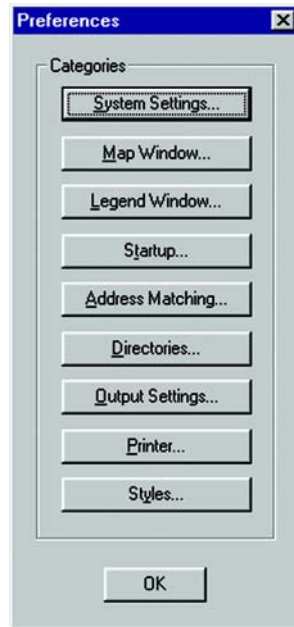 Preferences
Categories
System Settings...
Map Window...
Legend Window...
Startup...
Address Matching...
Directories...
Output Settings...
Printer...
Styles...
OK